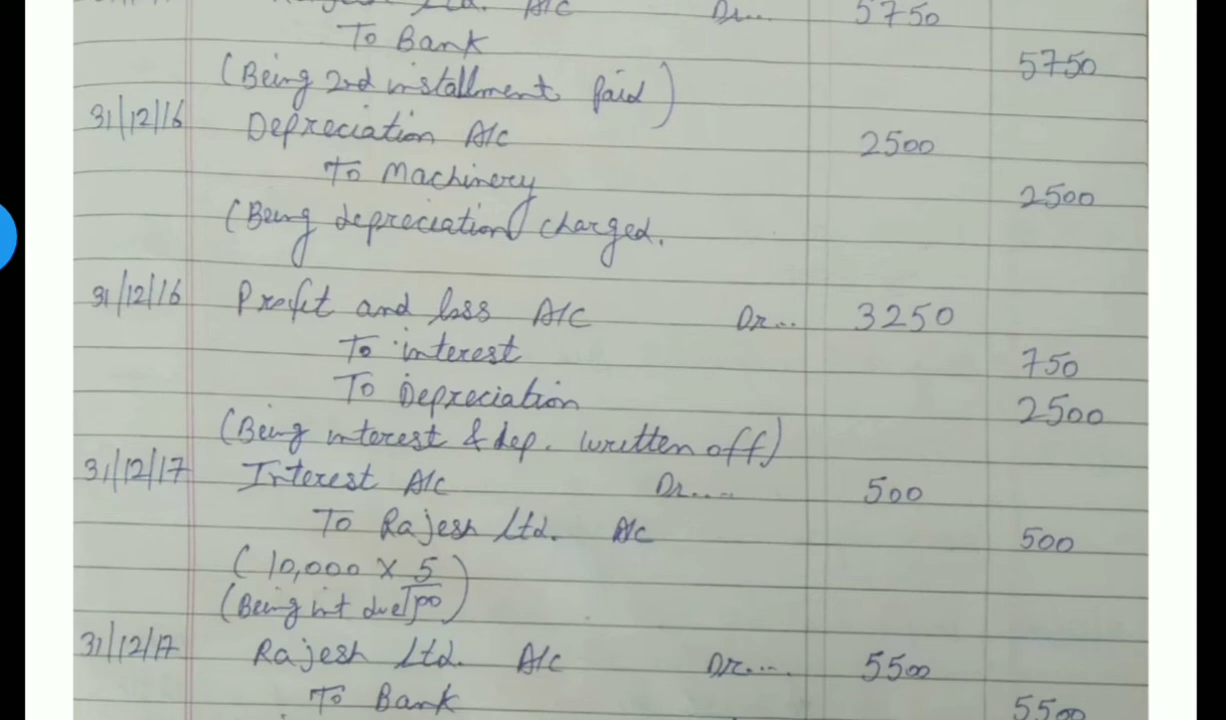 Ltd. A/C Dr... 5750
To Bank 5750
(Being 2nd installment Paid)
31/12/16 Depreciation A/C 2500
To Machinery 2500
(Being depreciation charged.
31/12/16 Profit and loss A/C Dr... 3250
To interest 750
To Depreciation 2500
(Being interest & dep. written off)
31/12/17 Interest A/C Dr.... 500
To Rajesh Ltd. A/C 500
(10,000 × 5
(Being int due) 100
31/12/17 Rajesh Ltd. A/C Dr.... 5500
To Bank 5500